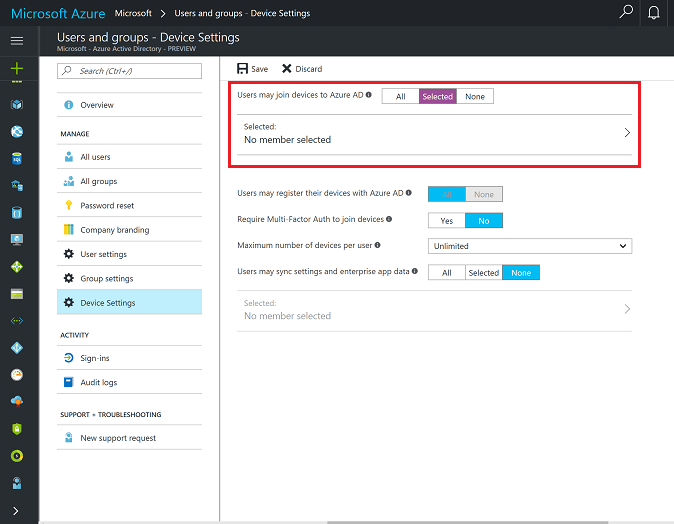 Microsoft Azure Microsoft > Users and groups - Device Settings
Users and groups - Device Settings
Microsoft - Azure Active Directory - PREVIEW
Search (Ctrl+/)
Overview
MANAGE
All users
All groups
Password reset
Company branding
User settings
Group settings
Device Settings
ACTIVITY
Sign-ins
Audit logs
SUPPORT + TROUBLESHOOTING
New support request
Save Discard
Users may join devices to Azure AD All Selected None
Selected:
No member selected
Users may register their devices with Azure AD All None
Require Multi-Factor Auth to join devices Yes No
Maximum number of devices per user Unlimited
Users may sync settings and enterprise app data All Selected None
Selected:
No member selected